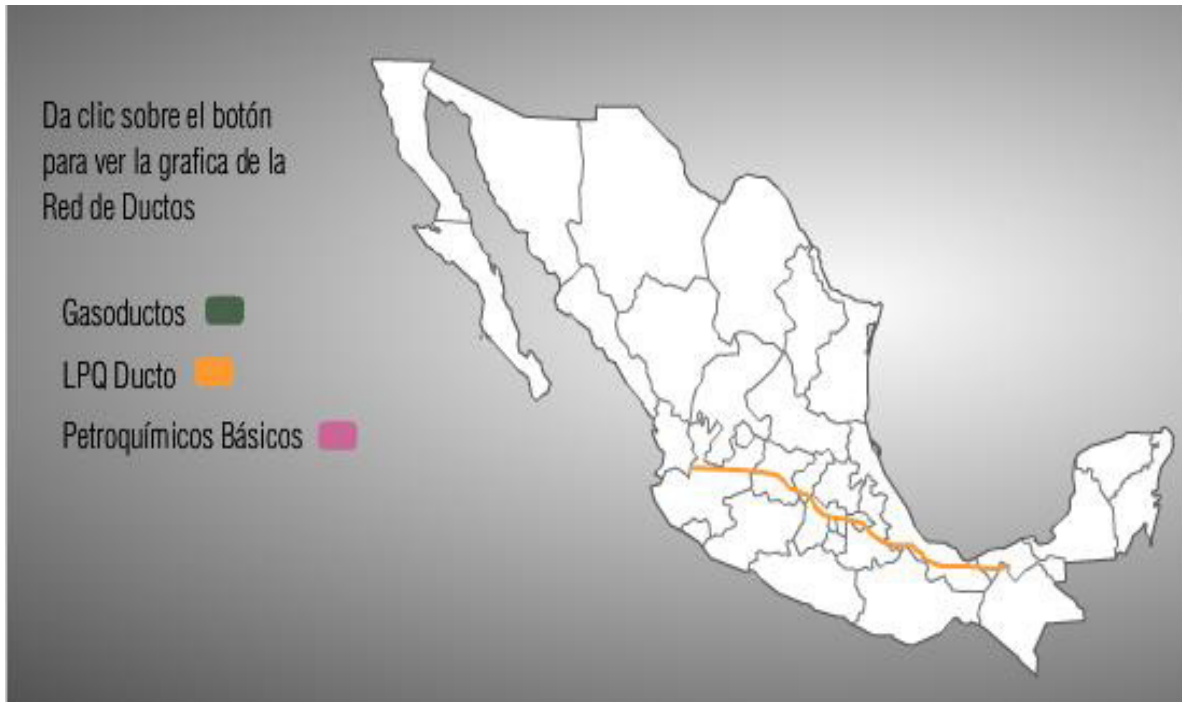 Da clic sobre el botón
para ver la grafica de la
Red de Ductos
Gasoductos
LPQ Ducto
Petroquímicos Básicos